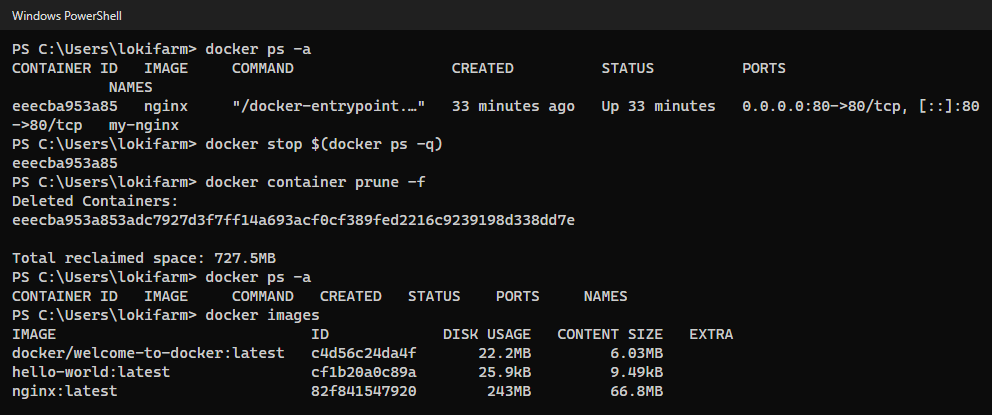 Windows PowerShell
PS C:\Users\lokifarm> docker ps -a
CONTAINER ID   IMAGE     COMMAND                  CREATED          STATUS          PORTS
           NAMES
eeecba953a85   nginx     "/docker-entrypoint.…"   33 minutes ago   Up 33 minutes   0.0.0.0:80->80/tcp, [::]:80
->80/tcp   my-nginx
PS C:\Users\lokifarm> docker stop $(docker ps -q)
eeecba953a85
PS C:\Users\lokifarm> docker container prune -f
Deleted Containers:
eeecba953a853adc7927d3f7ff14a693acf0cf389fed2216c9239198d338dd7e

Total reclaimed space: 727.5MB
PS C:\Users\lokifarm> docker ps -a
CONTAINER ID   IMAGE     COMMAND   CREATED   STATUS    PORTS     NAMES
PS C:\Users\lokifarm> docker images
IMAGE                             ID             DISK USAGE   CONTENT SIZE   EXTRA
docker/welcome-to-docker:latest   c4d56c24da4f       22.2MB         6.03MB
hello-world:latest                cf1b20a0c89a       25.9kB         9.49kB
nginx:latest                      82f841547920        243MB         66.8MB